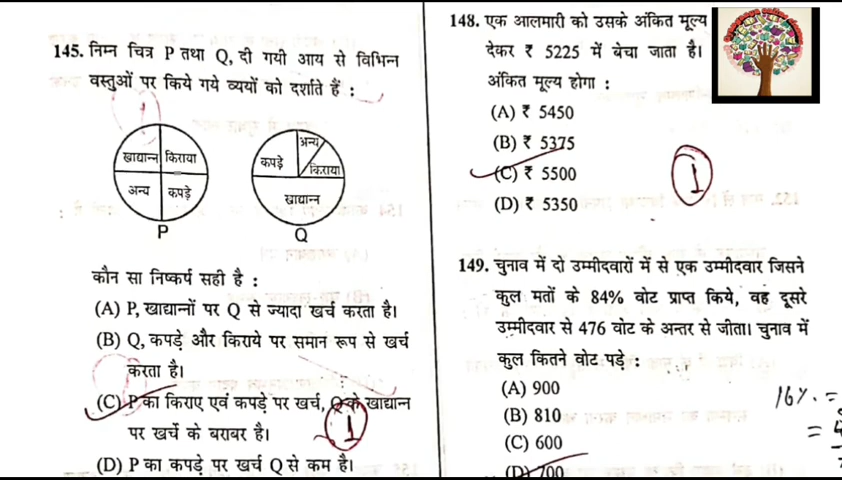 145. निम्न चित्र P तथा Q, दी गयी आय से विभिन्न
वस्तुओं पर किये गये व्ययों को दर्शाते हैं :
खाद्यान्न किराया
अन्य कपड़े
P
अन्य
कपड़े
किराया
खाद्यान्न
Q
कौन सा निष्कर्ष सही है :
(A) P, खाद्यान्नों पर Q से ज्यादा खर्च करता है।
(B) Q, कपड़े और किराये पर समान रूप से खर्च
करता है।
(C) P का किराए एवं कपड़े पर खर्च, Q के खाद्यान्न
पर खर्चे के बराबर है।
1
(D) P का कपड़े पर खर्च Q से कम है।
148. एक आलमारी को उसके अंकित मूल्य
देकर ₹ 5225 में बेचा जाता है।
अंकित मूल्य होगा :
(A) ₹ 5450
(B) ₹ 5375
(C) ₹ 5500
(D) ₹ 5350
1
149. चुनाव में दो उम्मीदवारों में से एक उम्मीदवार जिसने
कुल मतों के 84% वोट प्राप्त किये, वह दूसरे
उम्मीदवार से 476 वोट के अन्तर से जीता। चुनाव में
कुल कितने वोट पड़े :
(A) 900
(B) 810
(C) 600
(D) 700
16% =
=